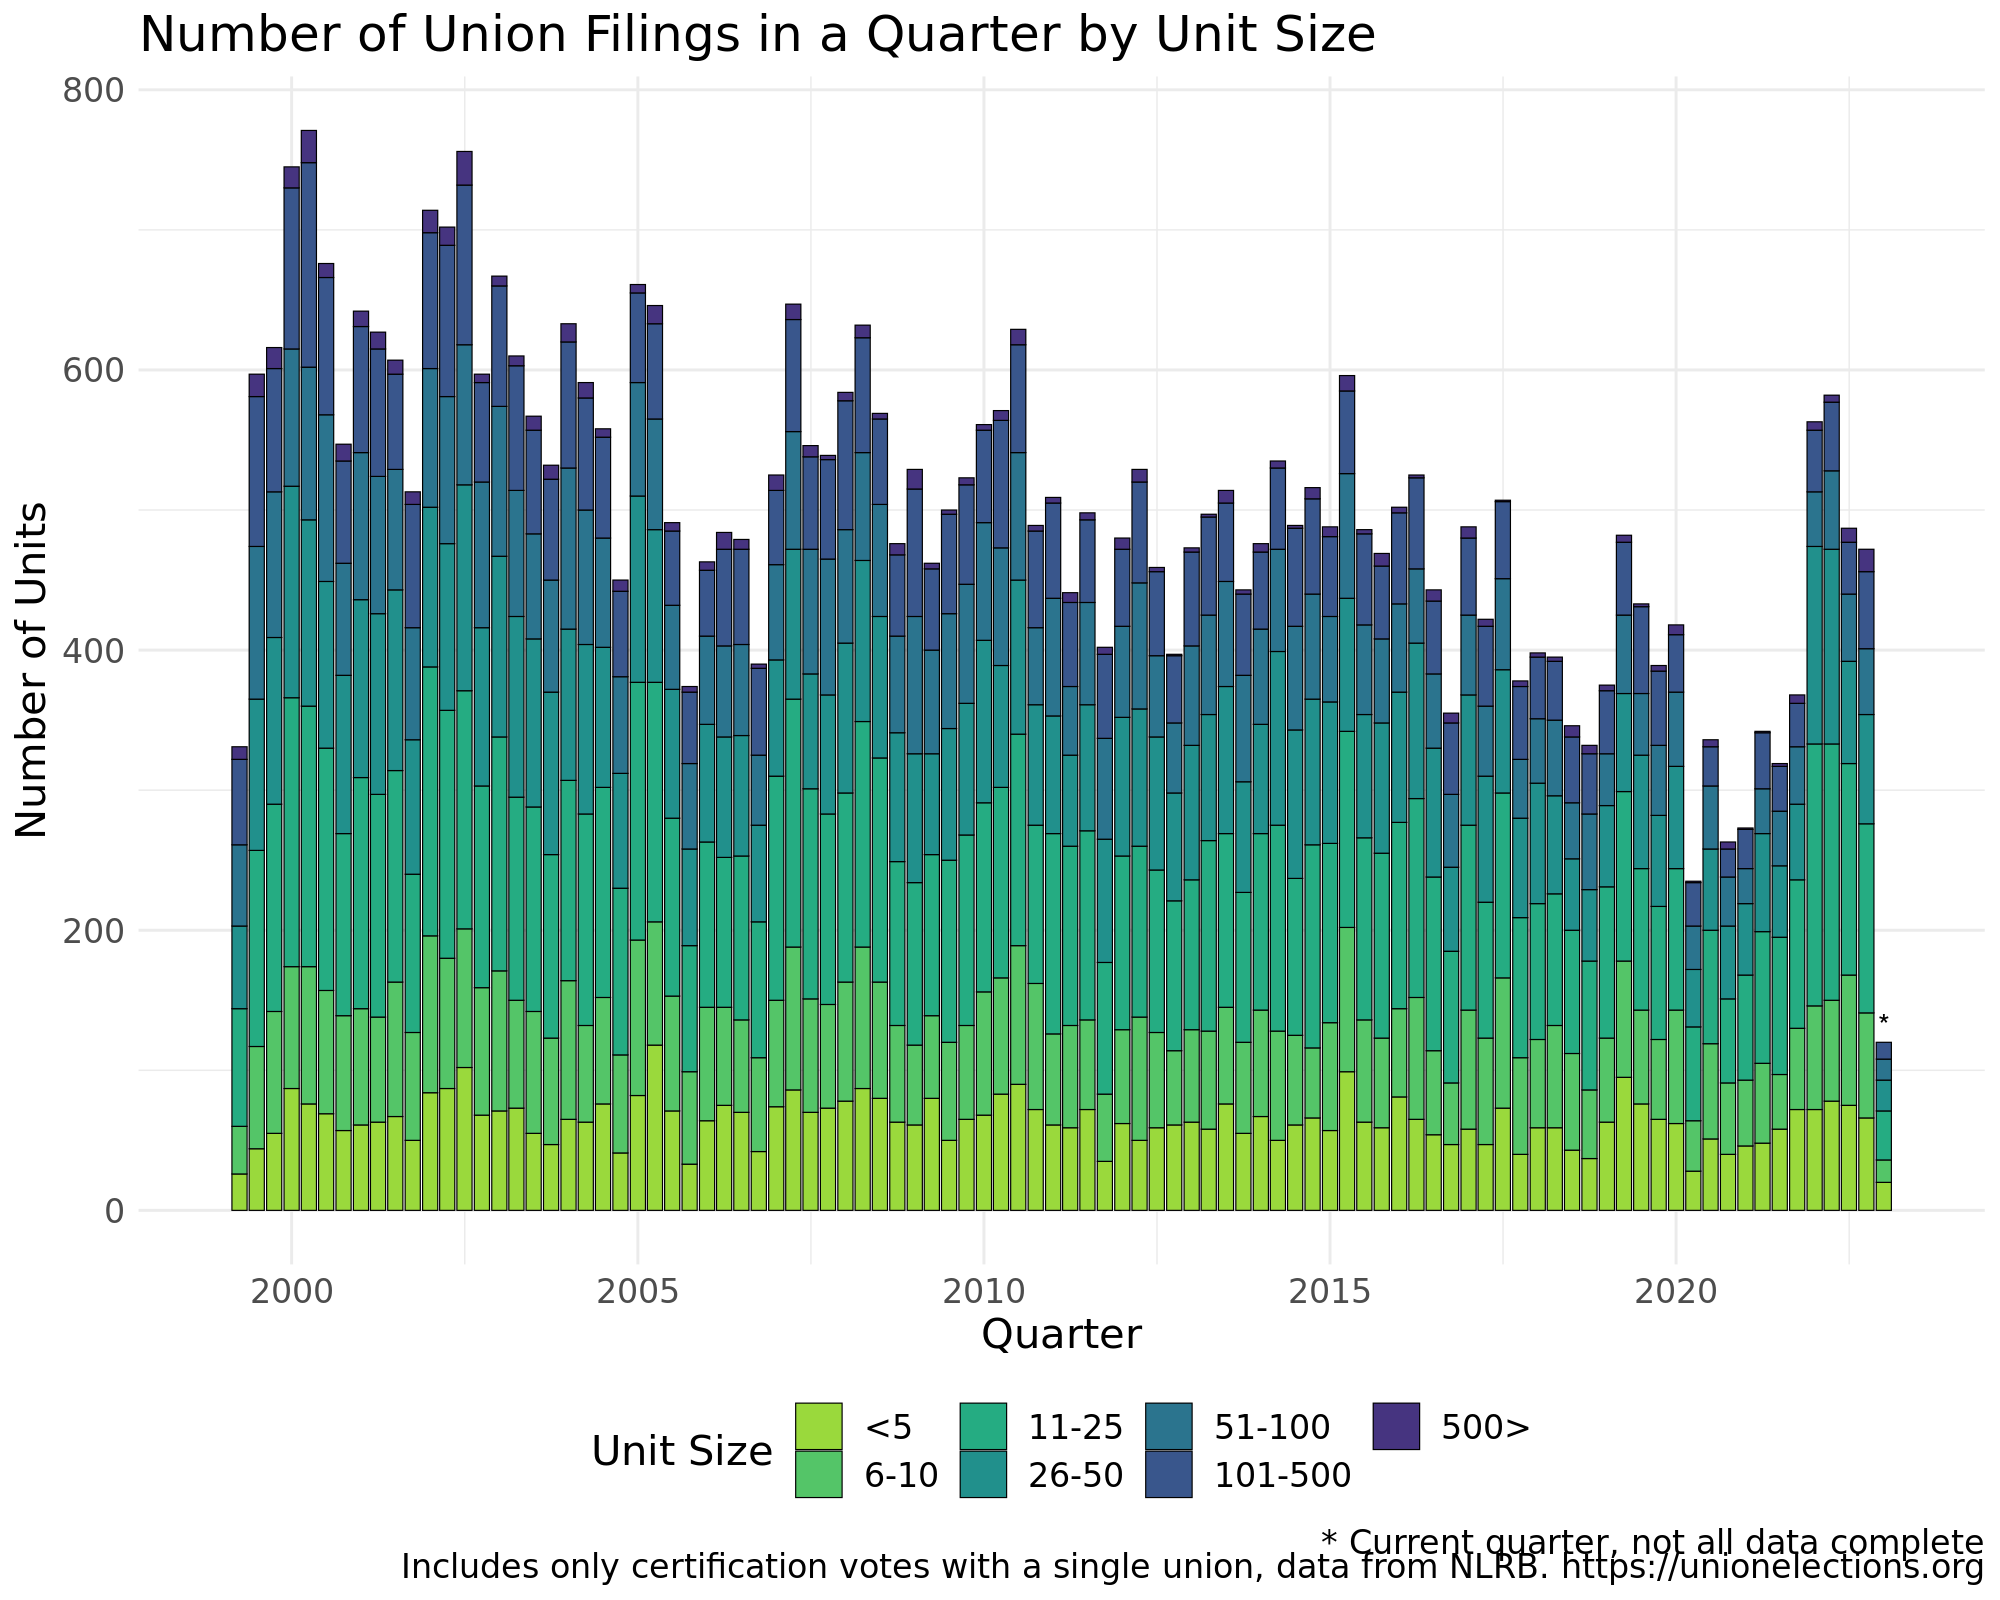 Number of Union Filings in a Quarter by Unit Size
800
600
400
200
0
Number of Units
*
2000 2005 2010 2015 2020
Quarter
Unit Size
<5 11-25 51-100 500>
6-10 26-50 101-500
* Current quarter, not all data complete
Includes only certification votes with a single union, data from NLRB. https://unionelections.org